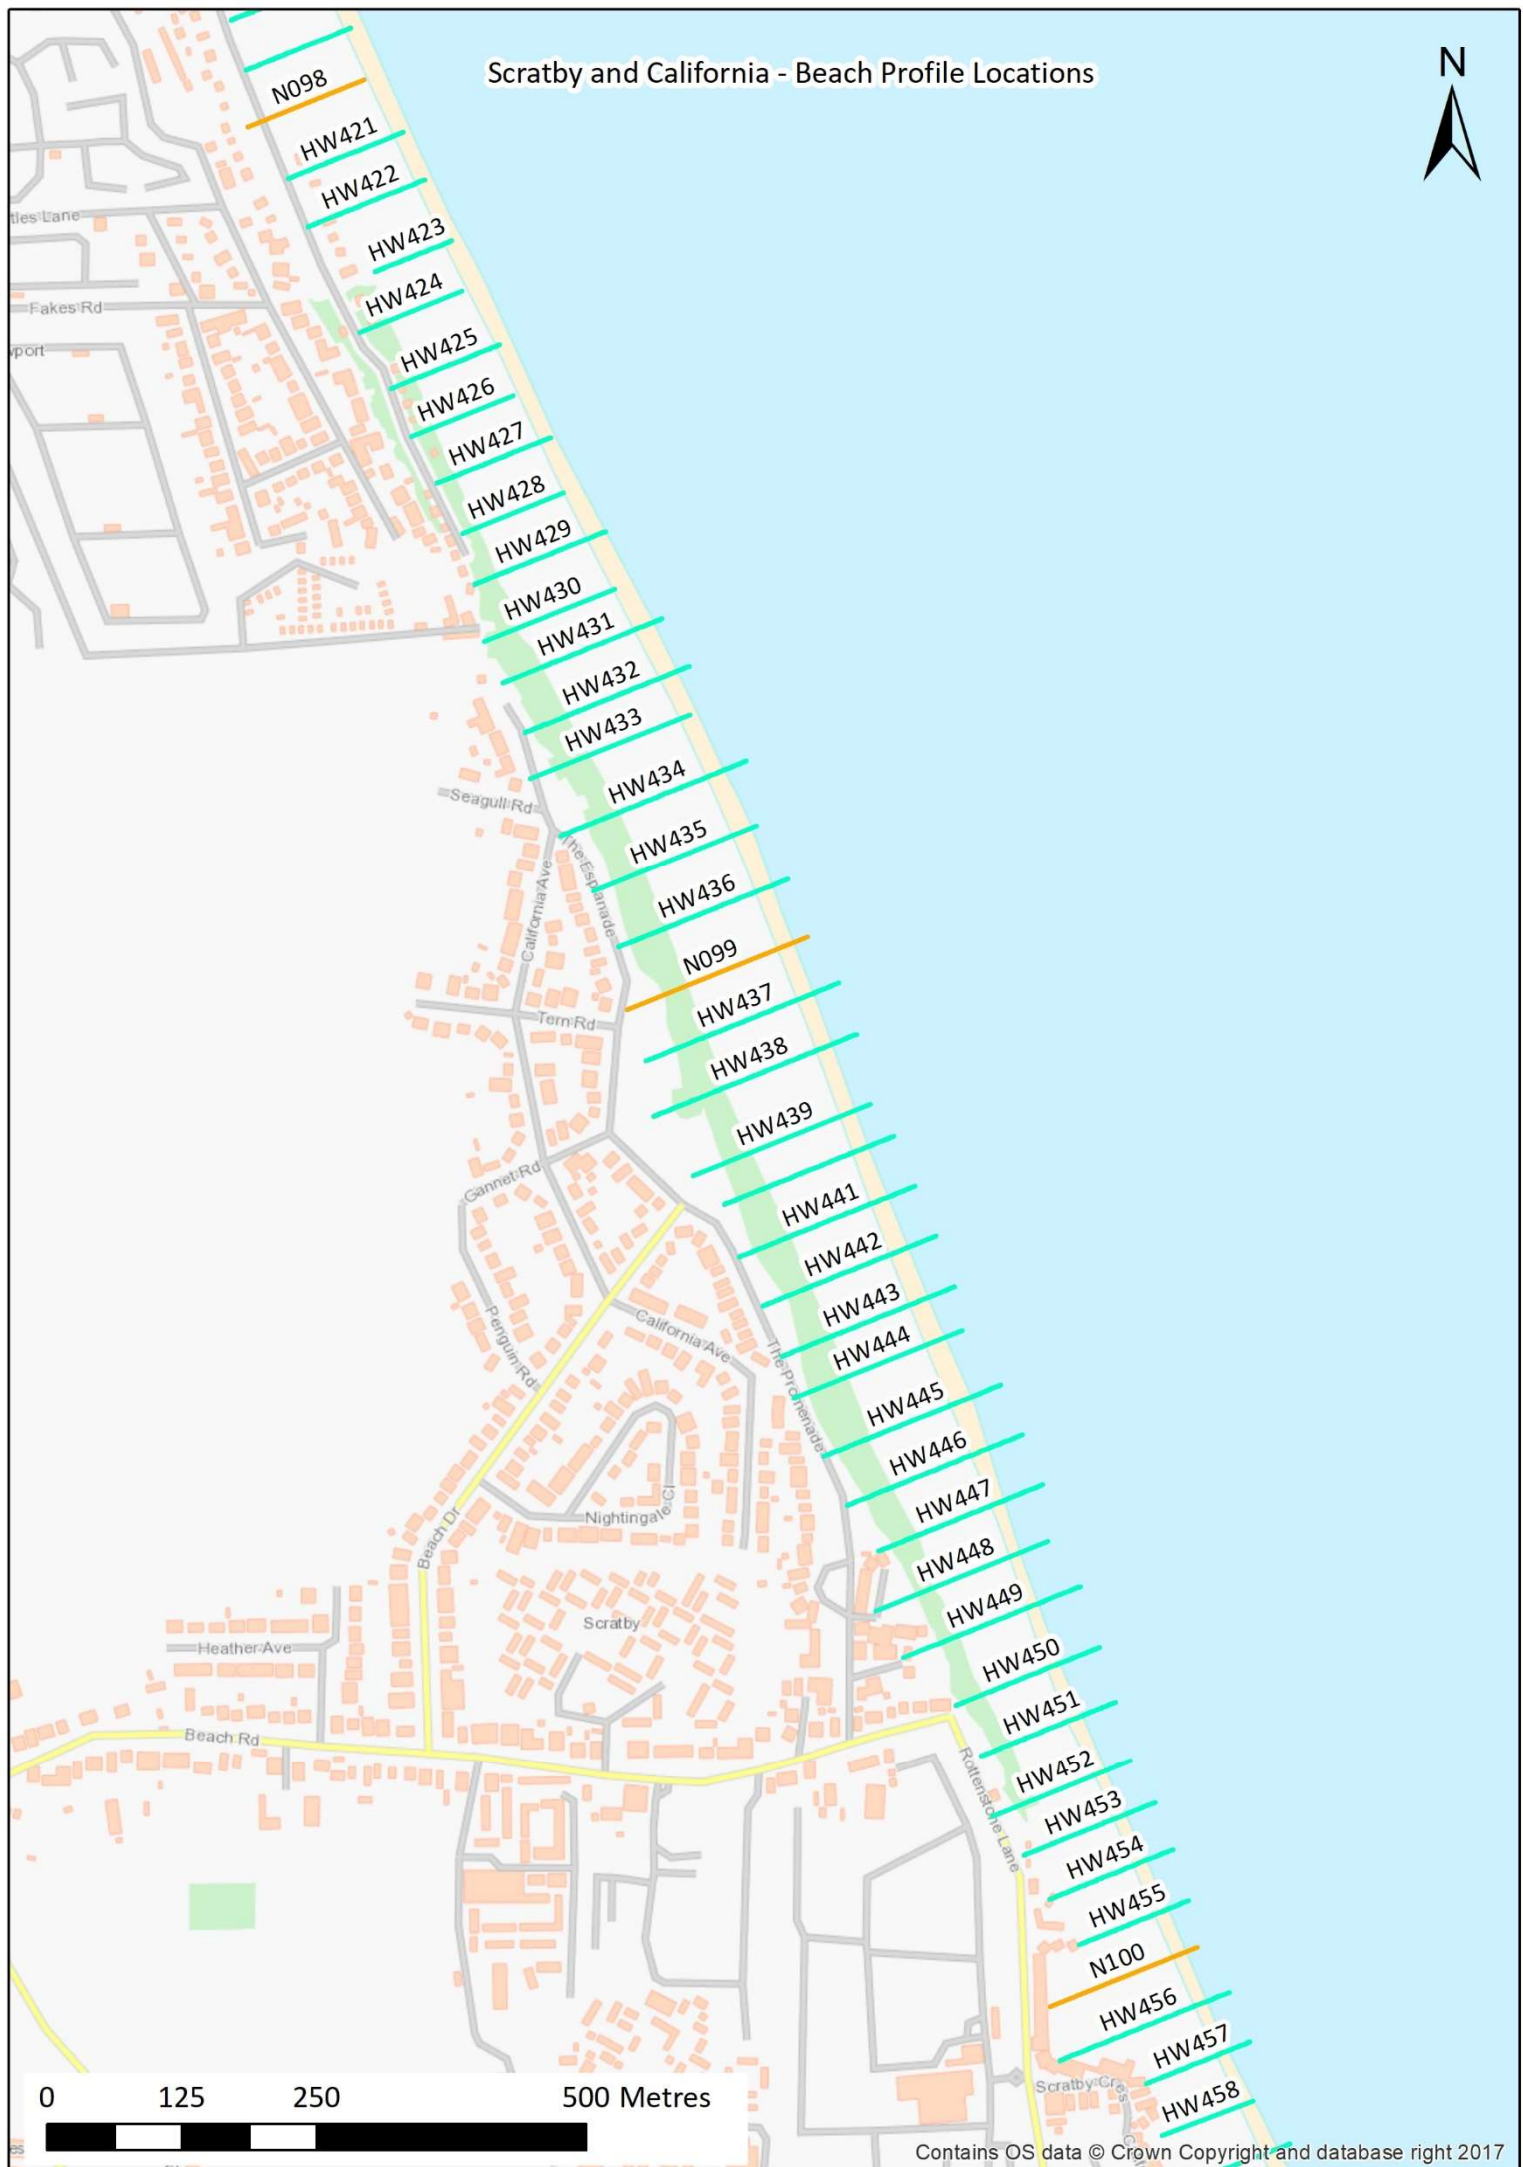 Scratby and California - Beach Profile Locations
N
N098
HW421
HW422
tles Lane
HW423
HW424
Fakes Rd
HW425
HW426
HW427
HW428
HW429
HW430
HW431
HW432
HW433
HW434
Seagull Rd
The Esplanade
HW435
California Ave
HW436
N099
HW437
Tern Rd
HW438
HW439
Gannet Rd
HW441
HW442
HW443
Penguin Rd
California Ave
HW444
The Promenade
HW445
HW446
HW447
Nightingale Cl
Beach Dr
HW448
HW449
Scratby
Heather Ave
HW450
HW451
Beach Rd
Rottenstone Lane
HW452
HW453
HW454
HW455
N100
HW456
HW457
Scratby Cres
HW458
0 125 250 500 Metres
Contains OS data © Crown Copyright and database right 2017